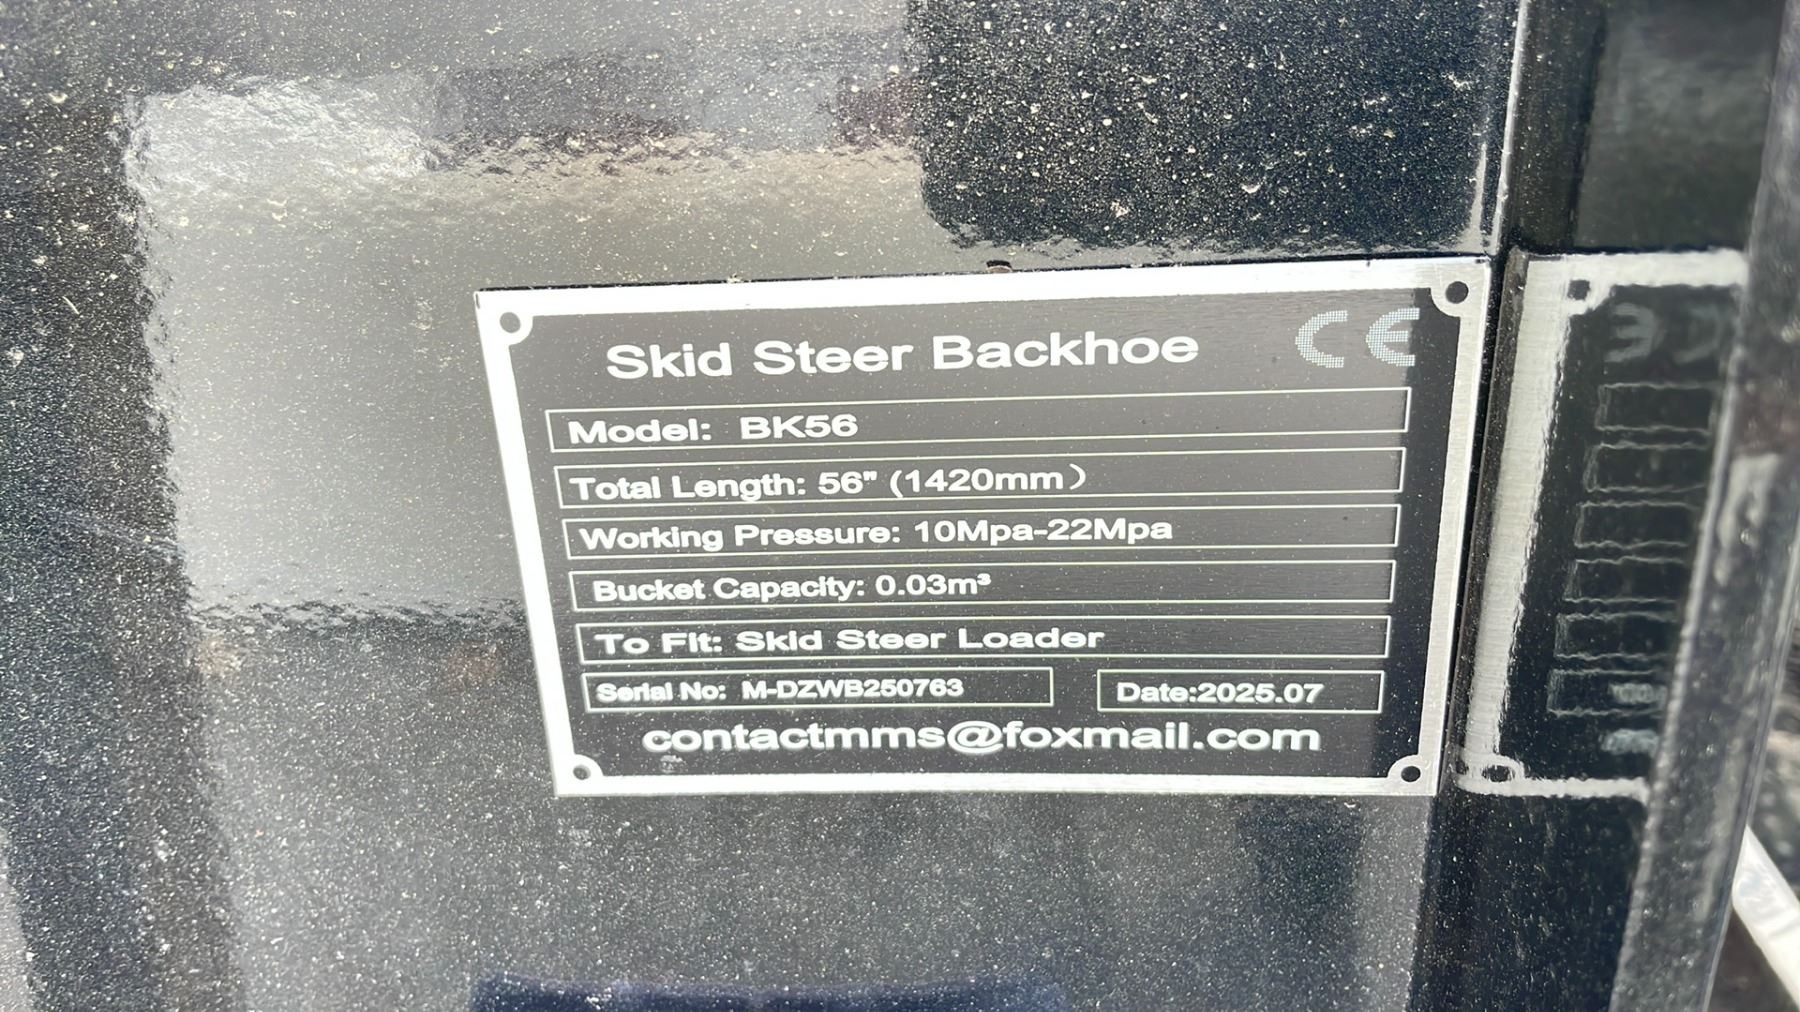 Skid Steer Backhoe CE
Model: BK56
Total Length: 56" (1420mm)
Working Pressure: 10Mpa-22Mpa
Bucket Capacity: 0.03m³
To Fit: Skid Steer Loader
Serial No: M-DZWB250763 Date:2025.07
contactmms@foxmail.com